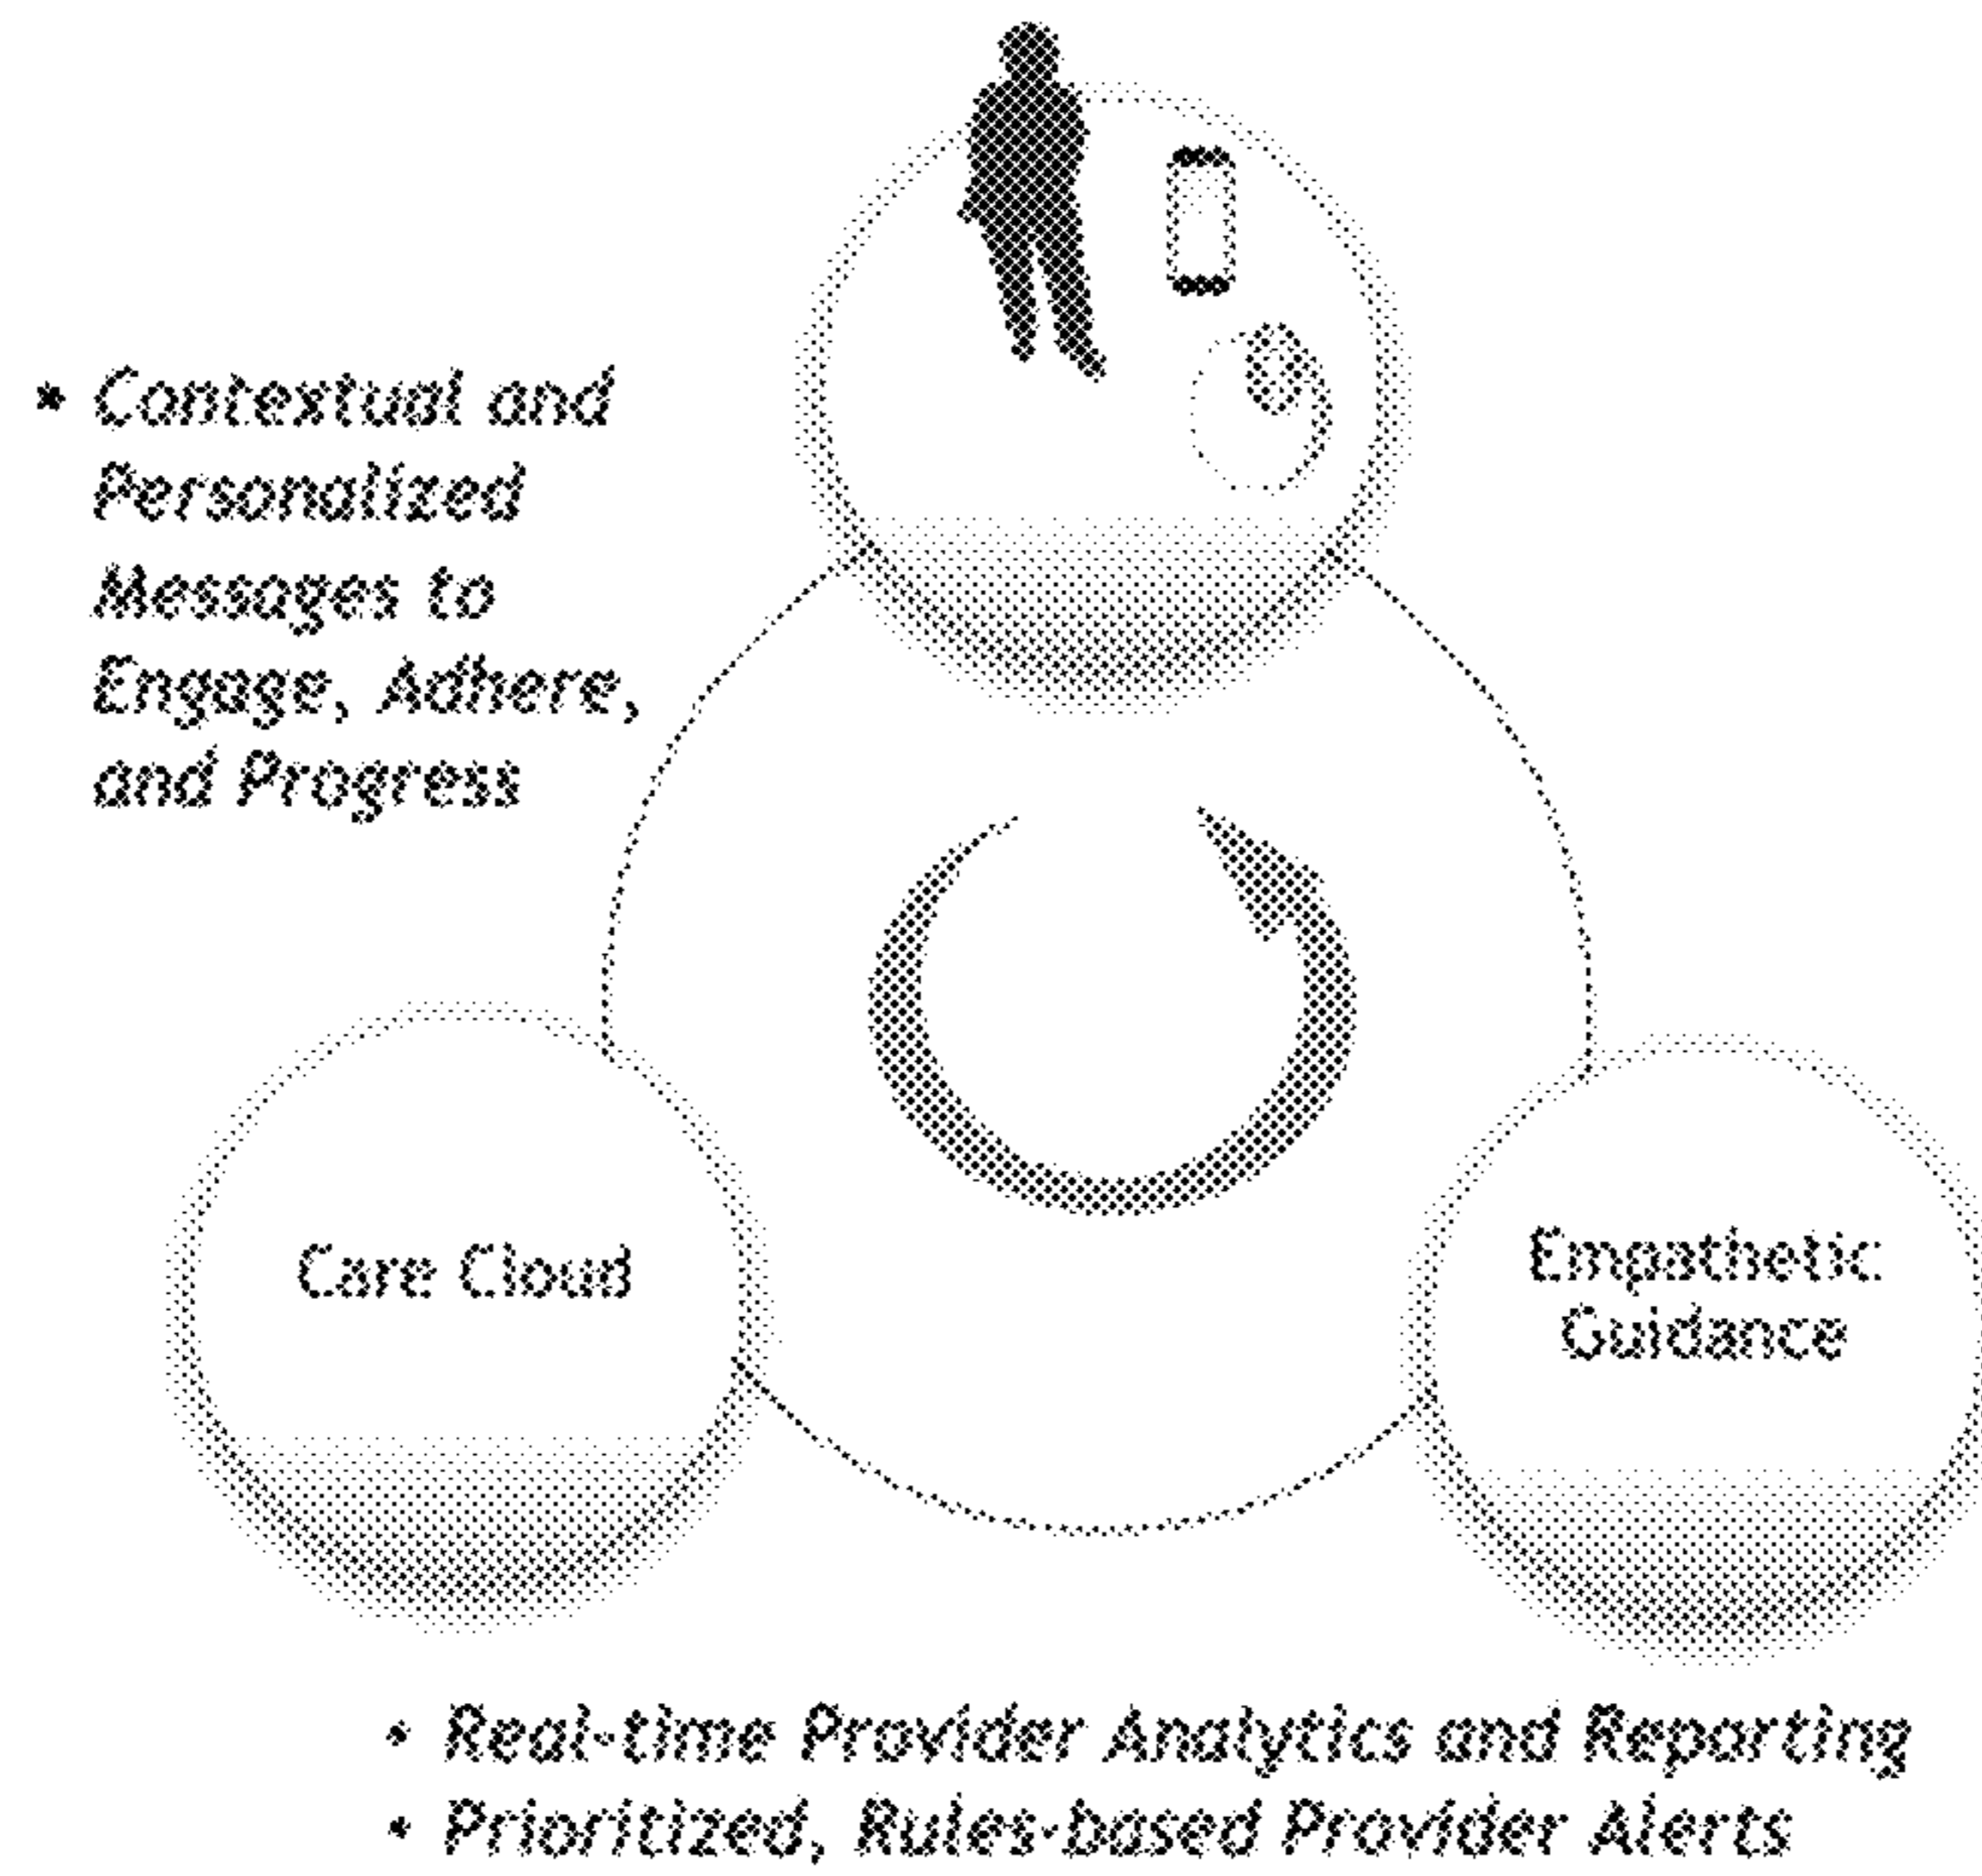 • Contextual and
Personalized
Messages to
Engage, Adhere,
and Progress
Care Cloud
Empathetic
Guidance
• Real-time Provider Analytics and Reporting
• Prioritized, Rules-based Provider Alerts